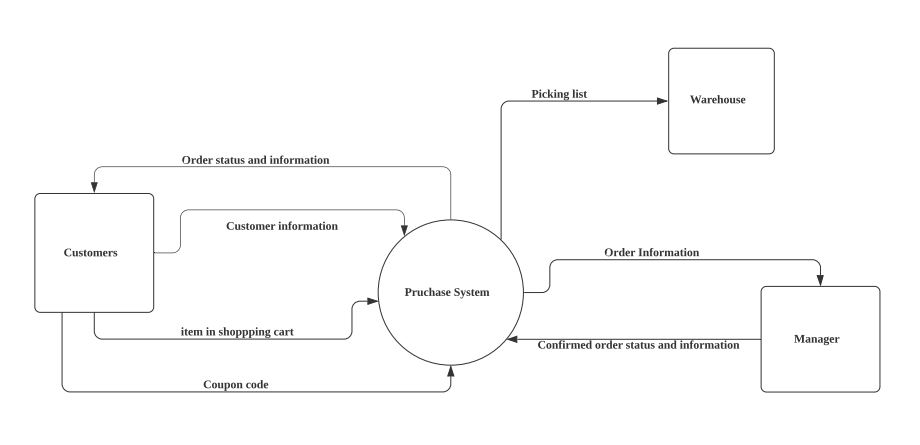 Picking list
Warehouse
Order status and information
Customer information
Customers
Order Information
Pruchase System
item in shoppping cart
Confirmed order status and information
Manager
Coupon code